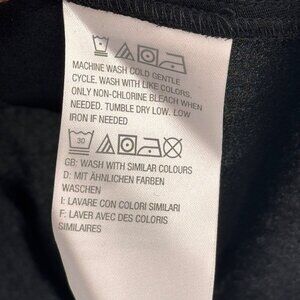 MACHINE WASH COLD GENTLE
CYCLE. WASH WITH LIKE COLORS.
ONLY NON-CHLORINE BLEACH WHEN
NEEDED. TUMBLE DRY LOW. LOW
IRON IF NEEDED
30
GB: WASH WITH SIMILAR COLOURS
D: MIT ÄHNLICHEN FARBEN
WASCHEN
I: LAVARE CON COLORI SIMILARI
F: LAVER AVEC DES COLORIS
SIMILAIRES